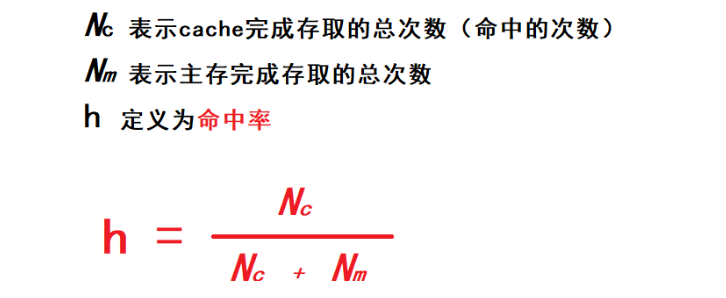 Nc 表示cache完成存取的总次数（命中的次数）
Nm 表示主存完成存取的总次数
h 定义为命中率
h = Nc
Nc + Nm